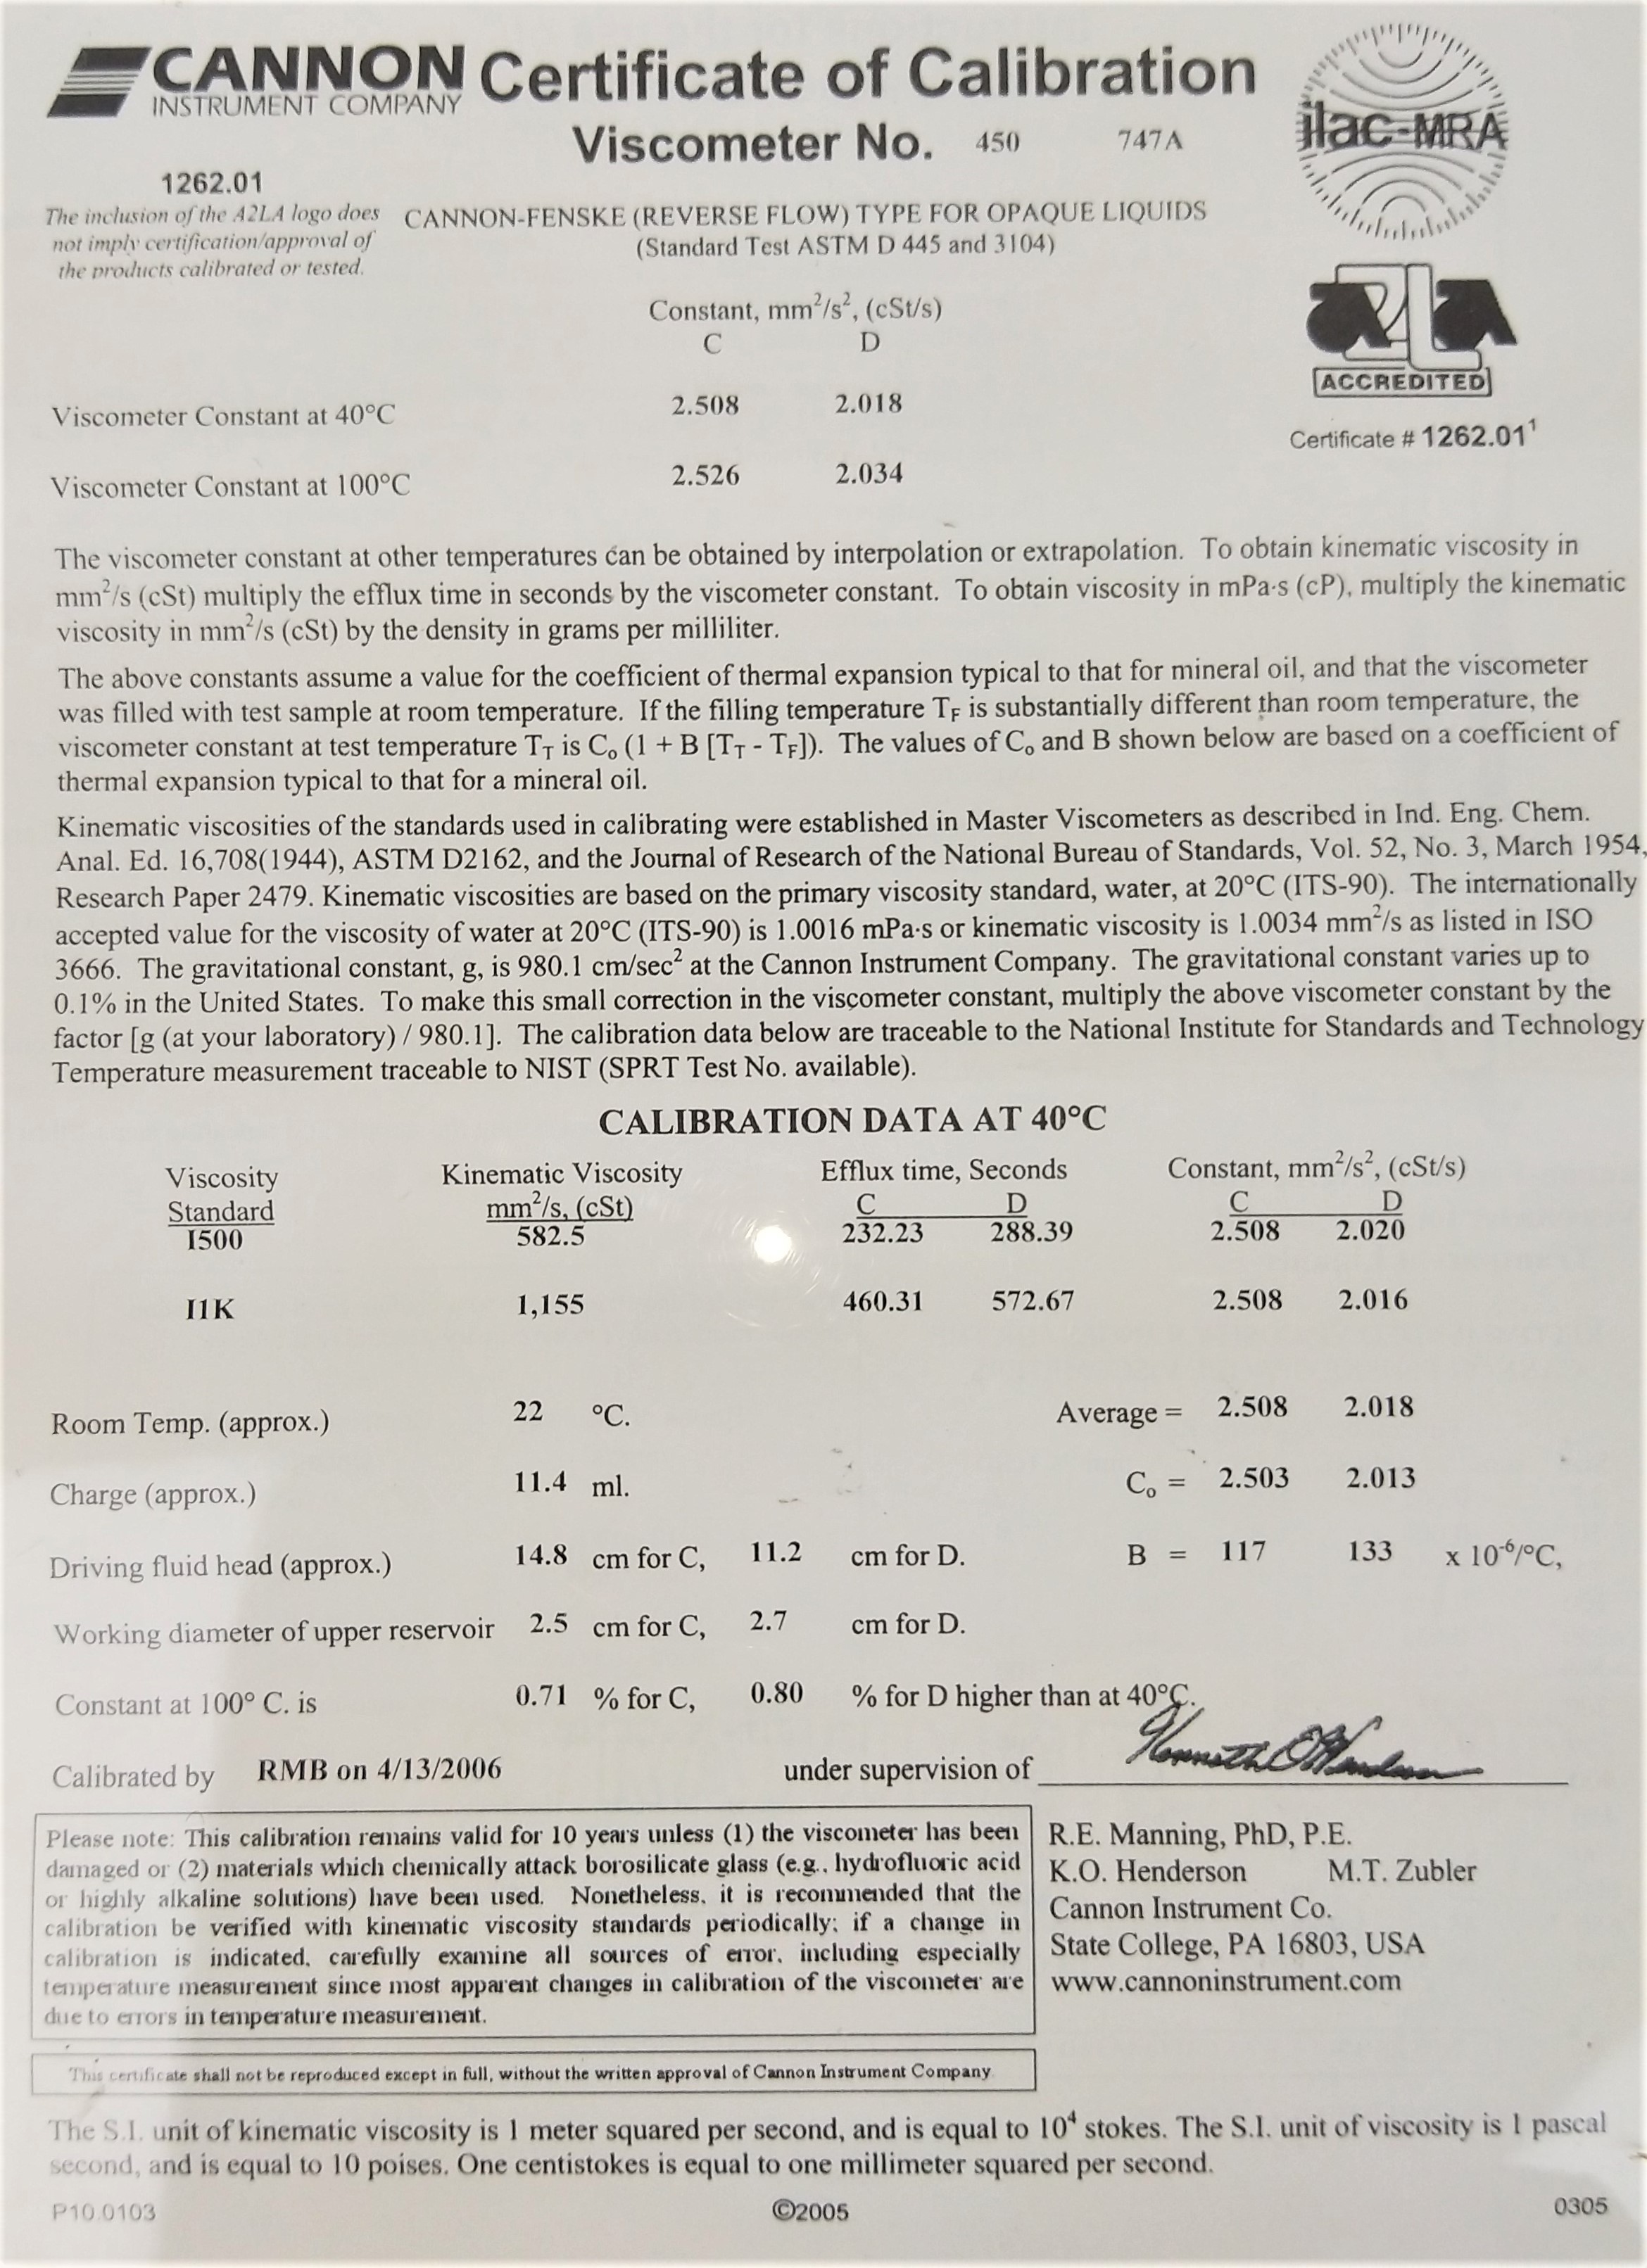 CANNON
INSTRUMENT COMPANY
Certificate of Calibration
Viscometer No. 450 747A
ilac-MRA
1262.01
The inclusion of the A2LA logo does
not imply certification/approval of
the products calibrated or tested.
CANNON-FENSKE (REVERSE FLOW) TYPE FOR OPAQUE LIQUIDS
(Standard Test ASTM D 445 and 3104)
A2LA
ACCREDITED
Certificate # 1262.01¹
Constant, mm²/s², (cSt/s)
C D
Viscometer Constant at 40°C 2.508 2.018
Viscometer Constant at 100°C 2.526 2.034
The viscometer constant at other temperatures can be obtained by interpolation or extrapolation. To obtain kinematic viscosity in
mm²/s (cSt) multiply the efflux time in seconds by the viscometer constant. To obtain viscosity in mPa·s (cP), multiply the kinematic
viscosity in mm²/s (cSt) by the density in grams per milliliter.
The above constants assume a value for the coefficient of thermal expansion typical to that for mineral oil, and that the viscometer
was filled with test sample at room temperature. If the filling temperature T_F is substantially different than room temperature, the
viscometer constant at test temperature T_T is C₀ (1 + B [T_T - T_F]). The values of C₀ and B shown below are based on a coefficient of
thermal expansion typical to that for a mineral oil.
Kinematic viscosities of the standards used in calibrating were established in Master Viscometers as described in Ind. Eng. Chem.
Anal. Ed. 16,708(1944), ASTM D2162, and the Journal of Research of the National Bureau of Standards, Vol. 52, No. 3, March 1954,
Research Paper 2479. Kinematic viscosities are based on the primary viscosity standard, water, at 20°C (ITS-90). The internationally
accepted value for the viscosity of water at 20°C (ITS-90) is 1.0016 mPa·s or kinematic viscosity is 1.0034 mm²/s as listed in ISO
3666. The gravitational constant, g, is 980.1 cm/sec² at the Cannon Instrument Company. The gravitational constant varies up to
0.1% in the United States. To make this small correction in the viscometer constant, multiply the above viscometer constant by the
factor [g (at your laboratory) / 980.1]. The calibration data below are traceable to the National Institute for Standards and Technology
Temperature measurement traceable to NIST (SPRT Test No. available).
CALIBRATION DATA AT 40°C
Viscosity Kinematic Viscosity Efflux time, Seconds Constant, mm²/s², (cSt/s)
Standard mm²/s, (cSt) C D C D
I500 582.5 232.23 288.39 2.508 2.020
I1K 1,155 460.31 572.67 2.508 2.016
Room Temp. (approx.) 22 °C. Average = 2.508 2.018
Charge (approx.) 11.4 ml. C₀ = 2.503 2.013
Driving fluid head (approx.) 14.8 cm for C, 11.2 cm for D. B = 117 133 x 10⁻⁶/°C,
Working diameter of upper reservoir 2.5 cm for C, 2.7 cm for D.
Constant at 100° C. is 0.71 % for C, 0.80 % for D higher than at 40°C.
Calibrated by RMB on 4/13/2006 under supervision of Kenneth O Henderson
Please note: This calibration remains valid for 10 years unless (1) the viscometer has been
damaged or (2) materials which chemically attack borosilicate glass (e.g., hydrofluoric acid
or highly alkaline solutions) have been used. Nonetheless, it is recommended that the
calibration be verified with kinematic viscosity standards periodically; if a change in
calibration is indicated, carefully examine all sources of error, including especially
temperature measurement since most apparent changes in calibration of the viscometer are
due to errors in temperature measurement.
R.E. Manning, PhD, P.E.
K.O. Henderson M.T. Zubler
Cannon Instrument Co.
State College, PA 16803, USA
www.cannoninstrument.com
This certificate shall not be reproduced except in full, without the written approval of Cannon Instrument Company
The S.I. unit of kinematic viscosity is 1 meter squared per second, and is equal to 10⁴ stokes. The S.I. unit of viscosity is 1 pascal
second, and is equal to 10 poises. One centistokes is equal to one millimeter squared per second.
P10.0103 ©2005 0305